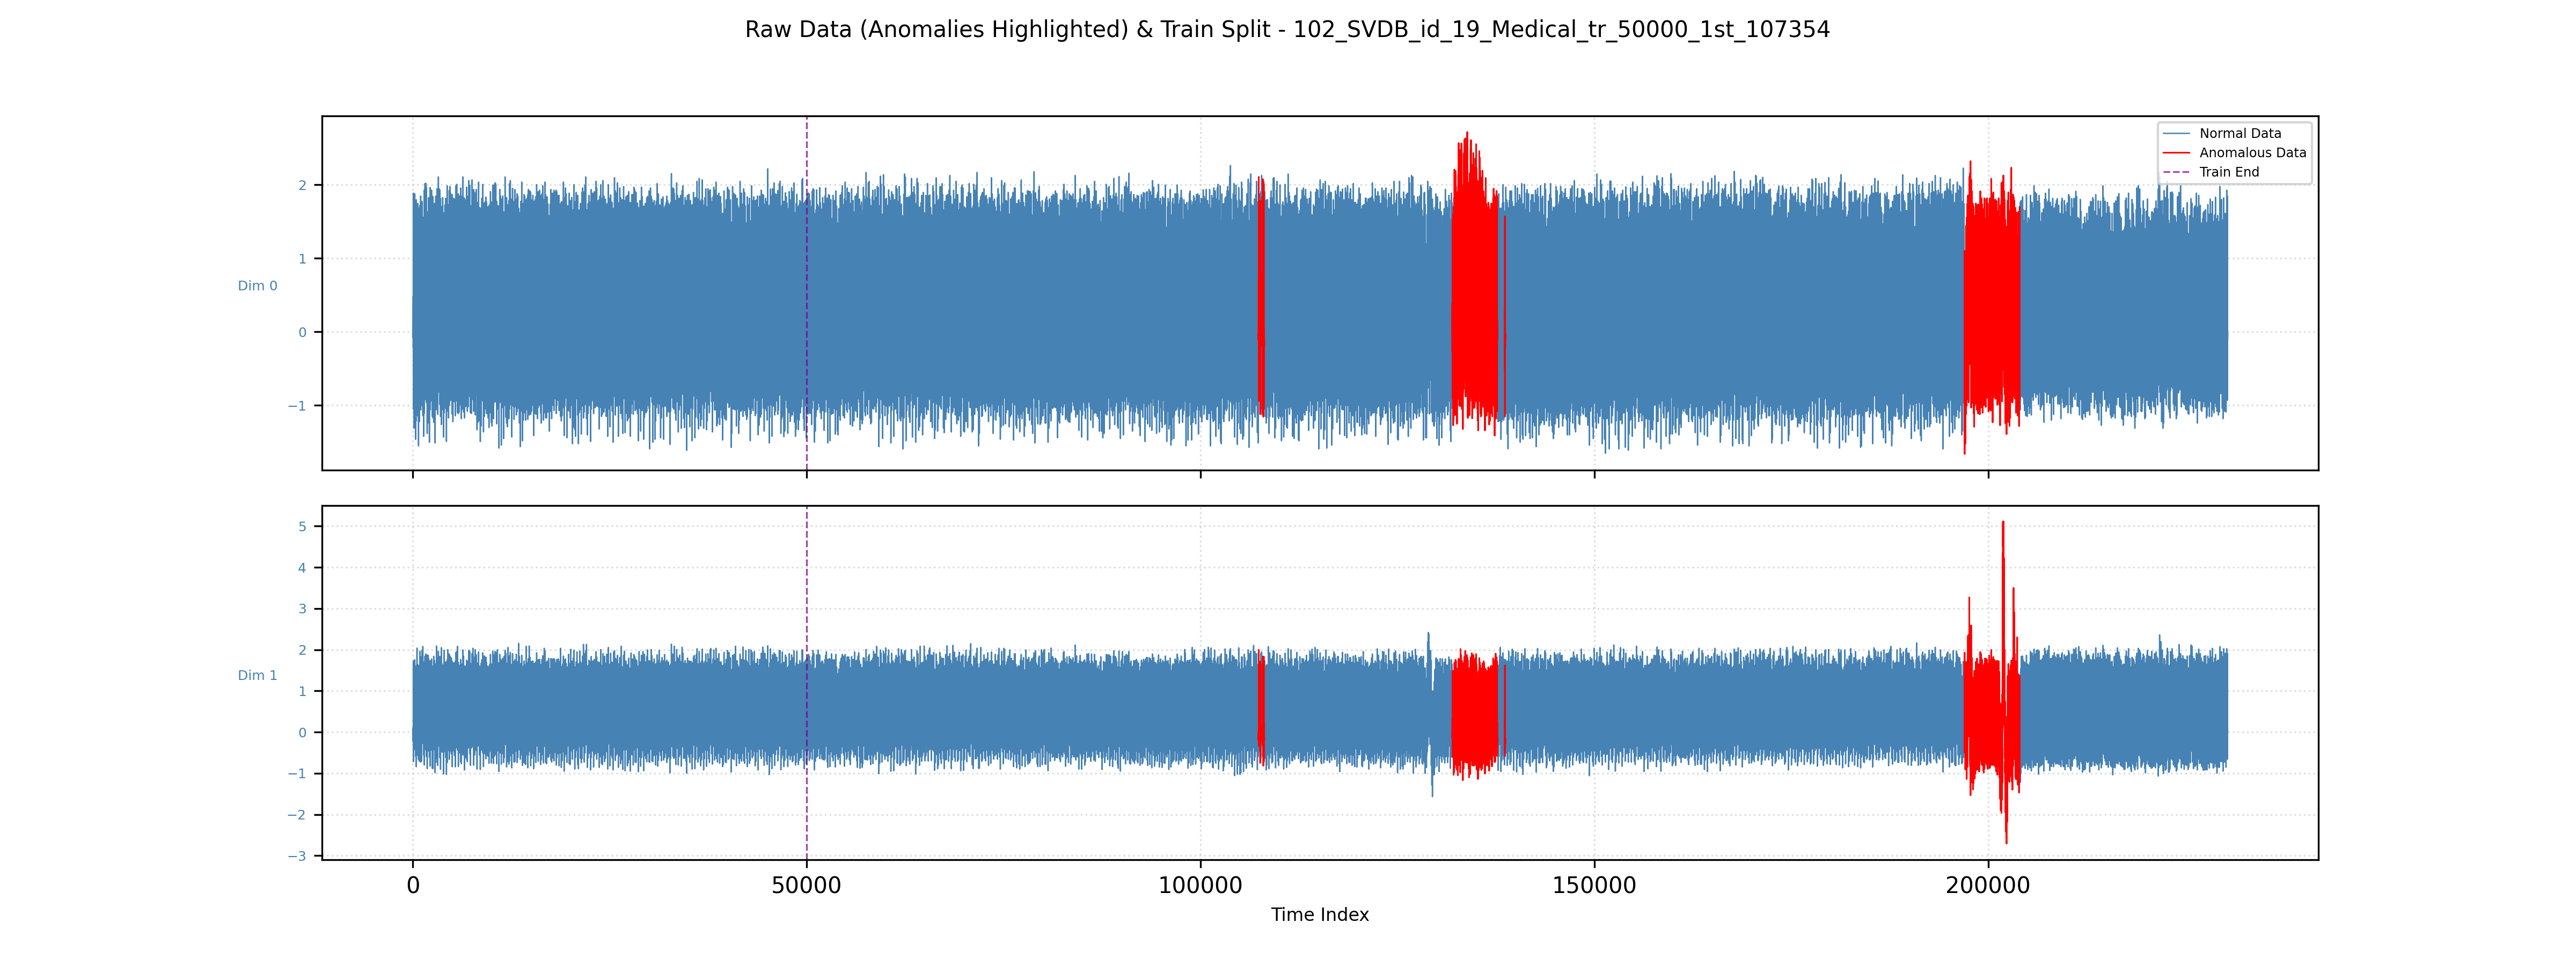 Raw Data (Anomalies Highlighted) & Train Split - 102_SVDB_id_19_Medical_tr_50000_1st_107354
Normal Data
Anomalous Data
Train End
2
1
0
−1
Dim 0
5
4
3
2
1
0
−1
−2
−3
Dim 1
0 50000 100000 150000 200000
Time Index